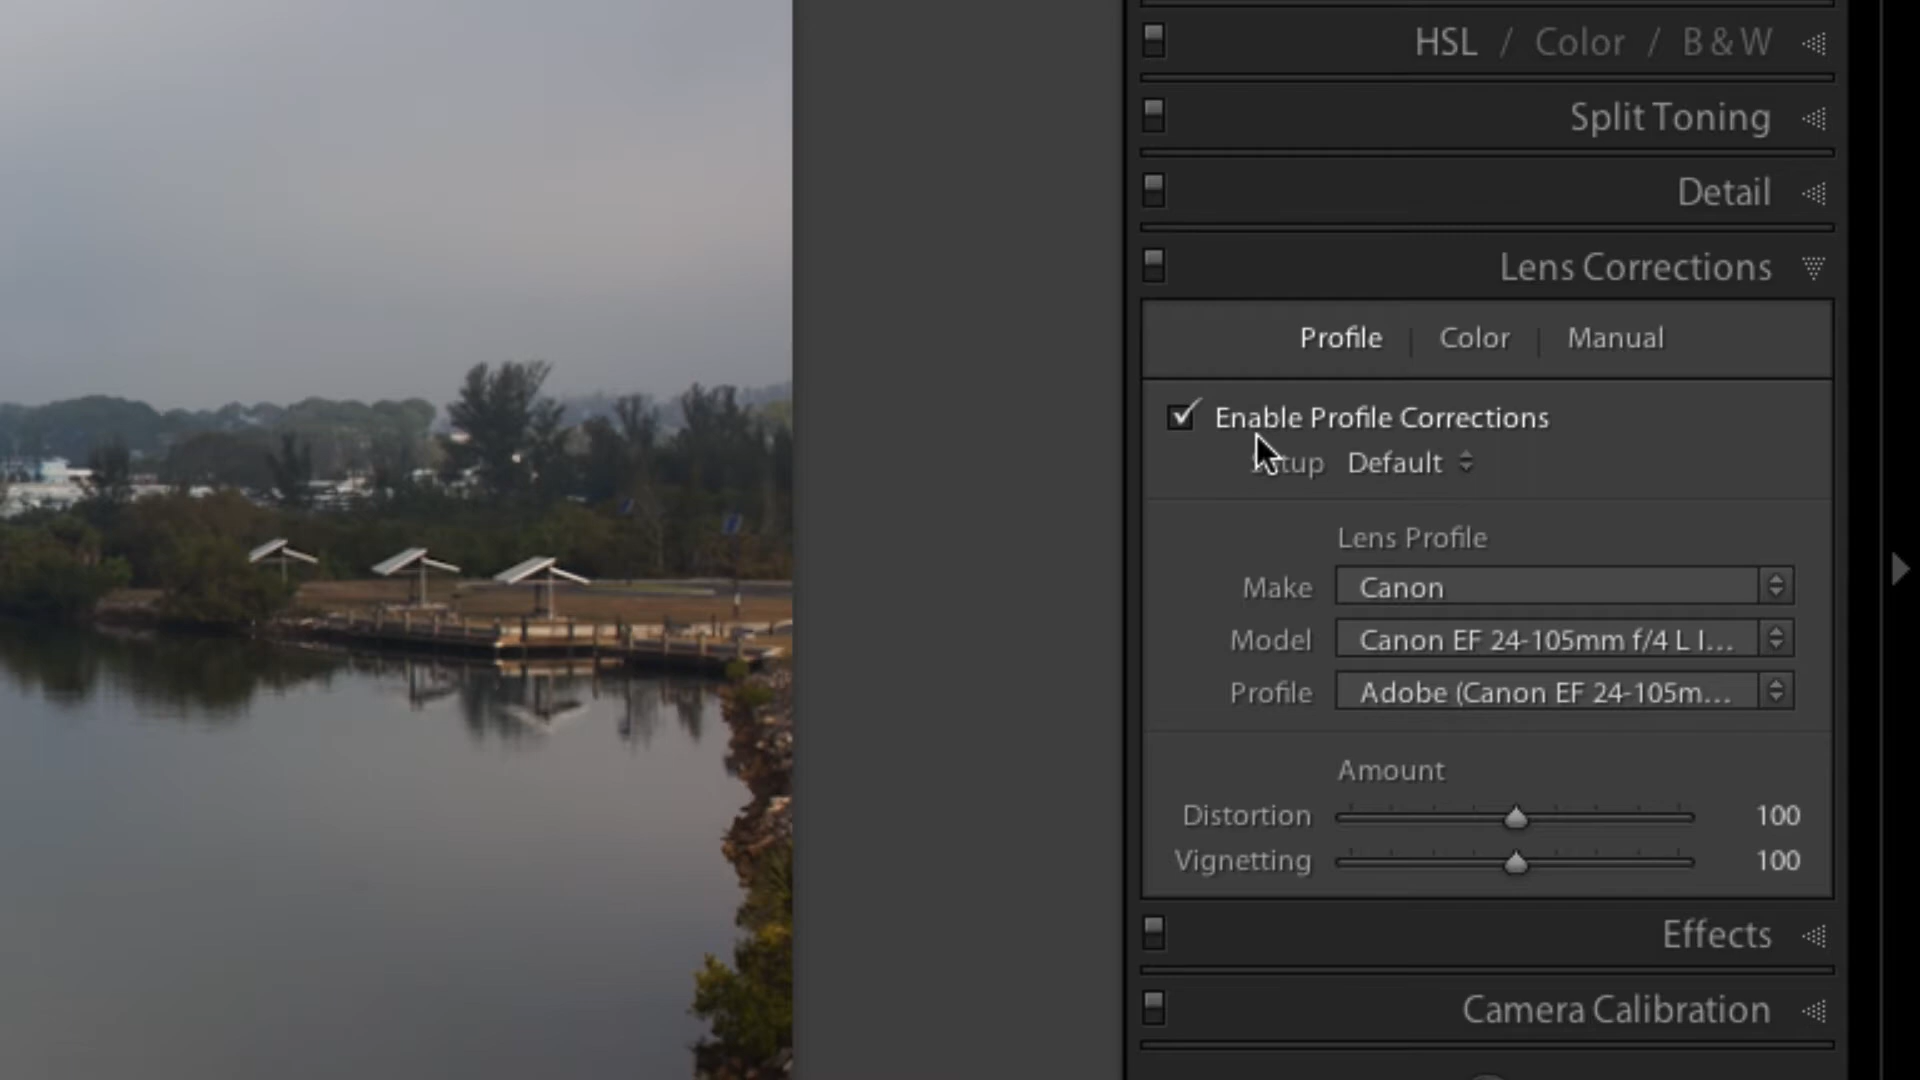 HSL / Color / B & W
Split Toning
Detail
Lens Corrections
Profile | Color | Manual
Enable Profile Corrections
Default
Lens Profile
Make Canon
Model Canon EF 24-105mm f/4 L I...
Profile Adobe (Canon EF 24-105m...
Amount
Distortion 100
Vignetting 100
Effects
Camera Calibration